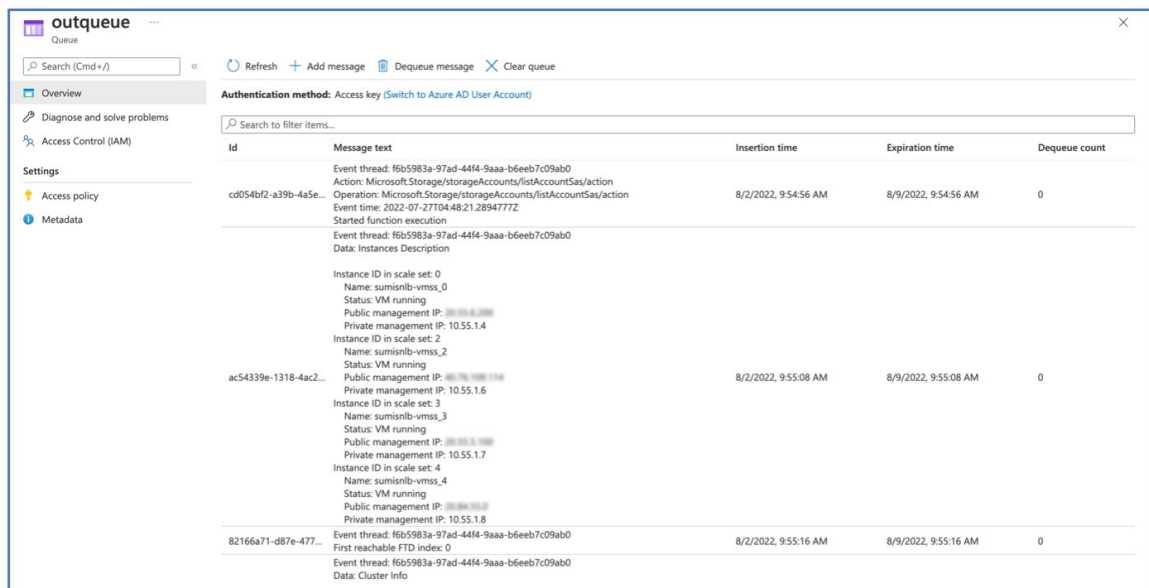 outqueue ...
Queue
Search (Cmd+/)
«
Refresh
Add message
Dequeue message
Clear queue
Overview
Diagnose and solve problems
Access Control (IAM)
Settings
Access policy
Metadata
Authentication method: Access key (Switch to Azure AD User Account)
Search to filter items...
Id Message text Insertion time Expiration time Dequeue count
Event thread: f6b5983a-97ad-44f4-9aaa-b6eeb7c09ab0
Action: Microsoft.Storage/storageAccounts/listAccountSas/action
cd054bf2-a39b-4a5e... Operation: Microsoft.Storage/storageAccounts/listAccountSas/action 8/2/2022, 9:54:56 AM 8/9/2022, 9:54:56 AM 0
Event time: 2022-07-27T04:48:21.2894777Z
Started function execution
Event thread: f6b5983a-97ad-44f4-9aaa-b6eeb7c09ab0
Data: Instances Description
Instance ID in scale set: 0
Name: sumisnlb-vmss_0
Status: VM running
Public management IP:
Private management IP: 10.55.1.4
Instance ID in scale set: 2
Name: sumisnlb-vmss_2
Status: VM running
ac54339e-1318-4ac2... Public management IP: 8/2/2022, 9:55:08 AM 8/9/2022, 9:55:08 AM 0
Private management IP: 10.55.1.6
Instance ID in scale set: 3
Name: sumisnlb-vmss_3
Status: VM running
Public management IP:
Private management IP: 10.55.1.7
Instance ID in scale set: 4
Name: sumisnlb-vmss_4
Status: VM running
Public management IP:
Private management IP: 10.55.1.8
Event thread: f6b5983a-97ad-44f4-9aaa-b6eeb7c09ab0
82166a71-d87e-477... First reachable FTD index: 0 8/2/2022, 9:55:16 AM 8/9/2022, 9:55:16 AM 0
Event thread: f6b5983a-97ad-44f4-9aaa-b6eeb7c09ab0
Data: Cluster Info